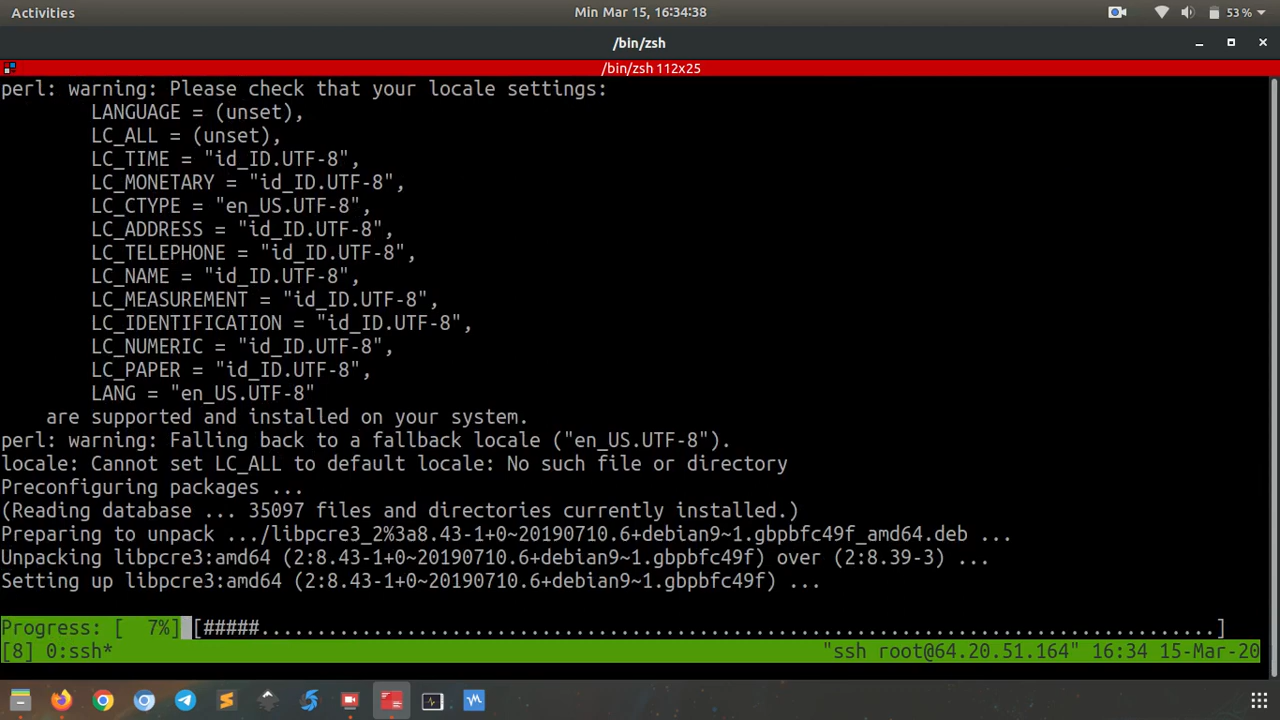 Activities
Min Mar 15, 16:34:38
53 %
/bin/zsh
/bin/zsh 112x25
perl: warning: Please check that your locale settings:
LANGUAGE = (unset),
LC_ALL = (unset),
LC_TIME = "id_ID.UTF-8",
LC_MONETARY = "id_ID.UTF-8",
LC_CTYPE = "en_US.UTF-8",
LC_ADDRESS = "id_ID.UTF-8",
LC_TELEPHONE = "id_ID.UTF-8",
LC_NAME = "id_ID.UTF-8",
LC_MEASUREMENT = "id_ID.UTF-8",
LC_IDENTIFICATION = "id_ID.UTF-8",
LC_NUMERIC = "id_ID.UTF-8",
LC_PAPER = "id_ID.UTF-8",
LANG = "en_US.UTF-8"
are supported and installed on your system.
perl: warning: Falling back to a fallback locale ("en_US.UTF-8").
locale: Cannot set LC_ALL to default locale: No such file or directory
Preconfiguring packages ...
(Reading database ... 35097 files and directories currently installed.)
Preparing to unpack .../libpcre3_2%3a8.43-1+0~20190710.6+debian9~1.gbpbfc49f_amd64.deb ...
Unpacking libpcre3:amd64 (2:8.43-1+0~20190710.6+debian9~1.gbpbfc49f) over (2:8.39-3) ...
Setting up libpcre3:amd64 (2:8.43-1+0~20190710.6+debian9~1.gbpbfc49f) ...
Progress: [  7%] [#####.....................................................................................]
[8] 0:ssh* "ssh root@64.20.51.164" 16:34 15-Mar-20